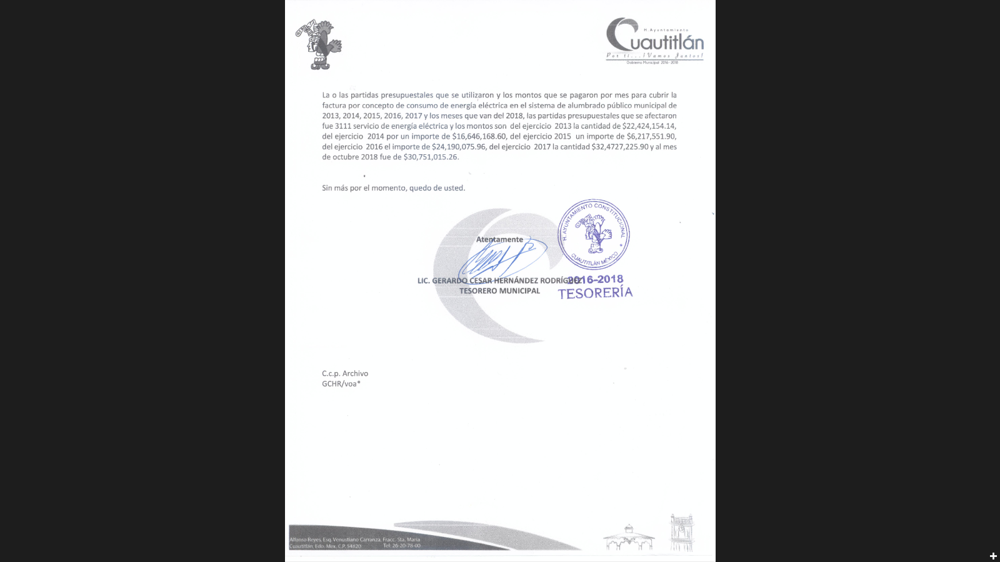 H. Ayuntamiento
Cuautitlán
Por ti...¡Vamos Juntos!
Gobierno Municipal 2016-2018
La o las partidas presupuestales que se utilizaron y los montos que se pagaron por mes para cubrir la
factura por concepto de consumo de energía eléctrica en el sistema de alumbrado público municipal de
2013, 2014, 2015, 2016, 2017 y los meses que van del 2018, las partidas presupuestales que se afectaron
fue 3111 servicio de energía eléctrica y los montos son del ejercicio 2013 la cantidad de $22,424,154.14,
del ejercicio 2014 por un importe de $16,646,168.60, del ejercicio 2015 un importe de $6,217,551.90,
del ejercicio 2016 el importe de $24,190,075.96, del ejercicio 2017 la cantidad $32,4727,225.90 y al mes
de octubre 2018 fue de $30,751,015.26.
Sin más por el momento, quedo de usted.
H. AYUNTAMIENTO CONSTITUCIONAL
CUAUTITLÁN MÉXICO
Atentamente
LIC. GERARDO CESAR HERNÁNDEZ RODRÍGUEZ
2016-2018
TESORERO MUNICIPAL
TESORERÍA
C.c.p. Archivo
GCHR/voa*
Alfonso Reyes, Esq. Venustiano Carranza, Fracc. Sta. María
Cuautitlán, Edo. Mex. C.P. 54820 Tel: 26-20-78-00